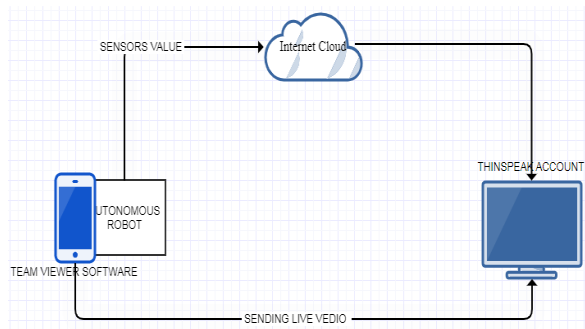 SENSORS VALUE
Internet Cloud
THINSPEAK ACCOUNT
UTONOMOUS
ROBOT
TEAM VIEWER SOFTWARE
SENDING LIVE VEDIO